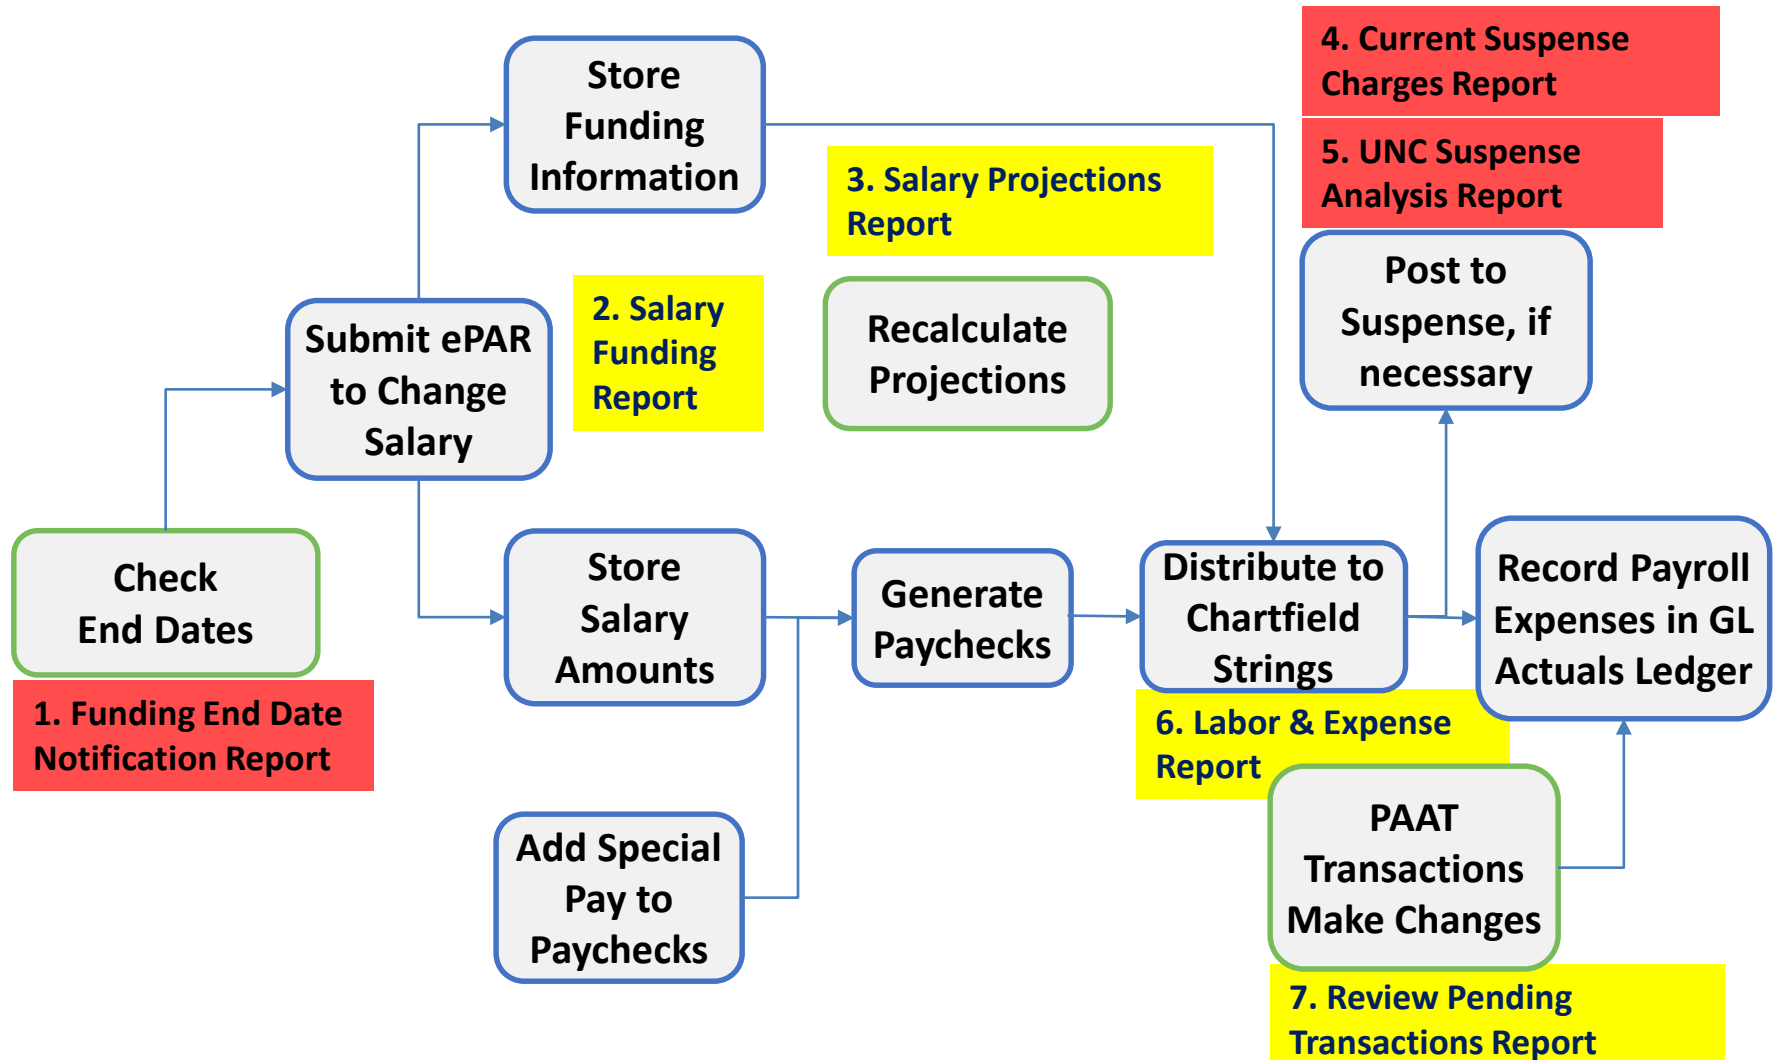 Store
Funding
Information
4. Current Suspense
Charges Report
5. UNC Suspense
Analysis Report
3. Salary Projections
Report
2. Salary
Funding
Report
Submit ePAR
to Change
Salary
Recalculate
Projections
Post to
Suspense, if
necessary
Check
End Dates
1. Funding End Date
Notification Report
Store
Salary
Amounts
Generate
Paychecks
Distribute to
Chartfield
Strings
Record Payroll
Expenses in GL
Actuals Ledger
6. Labor & Expense
Report
Add Special
Pay to
Paychecks
PAAT
Transactions
Make Changes
7. Review Pending
Transactions Report